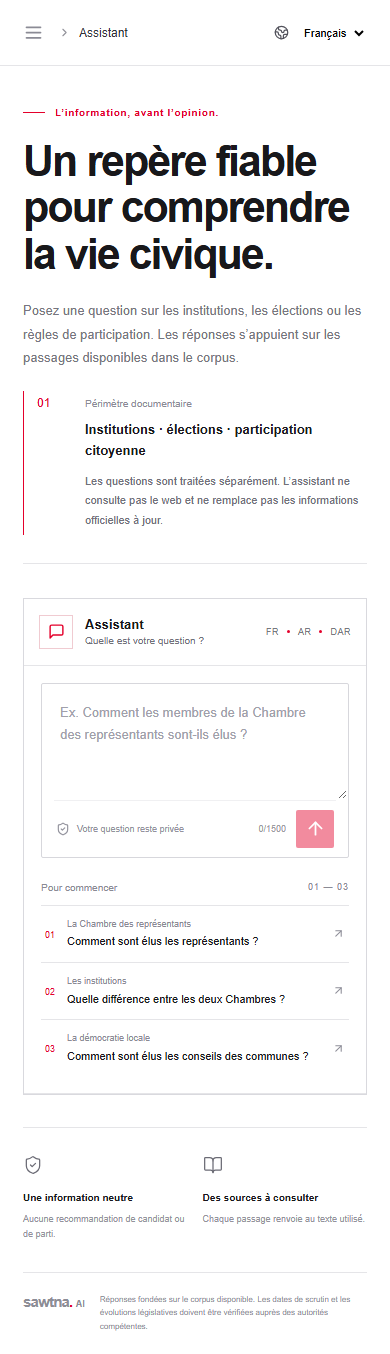 Assistant
Français
L’information, avant l’opinion.
Un repère fiable
pour comprendre
la vie civique.
Posez une question sur les institutions, les élections ou les
règles de participation. Les réponses s’appuient sur les
passages disponibles dans le corpus.
01
Périmètre documentaire
Institutions · élections · participation
citoyenne
Les questions sont traitées séparément. L’assistant ne
consulte pas le web et ne remplace pas les informations
officielles à jour.
Assistant
Quelle est votre question ?
FR • AR • DAR
Ex. Comment les membres de la Chambre
des représentants sont-ils élus ?
Votre question reste privée
0/1500
Pour commencer
01 — 03
La Chambre des représentants
01
Comment sont élus les représentants ?
Les institutions
02
Quelle différence entre les deux Chambres ?
La démocratie locale
03
Comment sont élus les conseils des communes ?
Une information neutre
Aucune recommandation de candidat ou
de parti.
Des sources à consulter
Chaque passage renvoie au texte utilisé.
sawtna. AI
Réponses fondées sur le corpus disponible. Les dates de scrutin et les
évolutions législatives doivent être vérifiées auprès des autorités
compétentes.